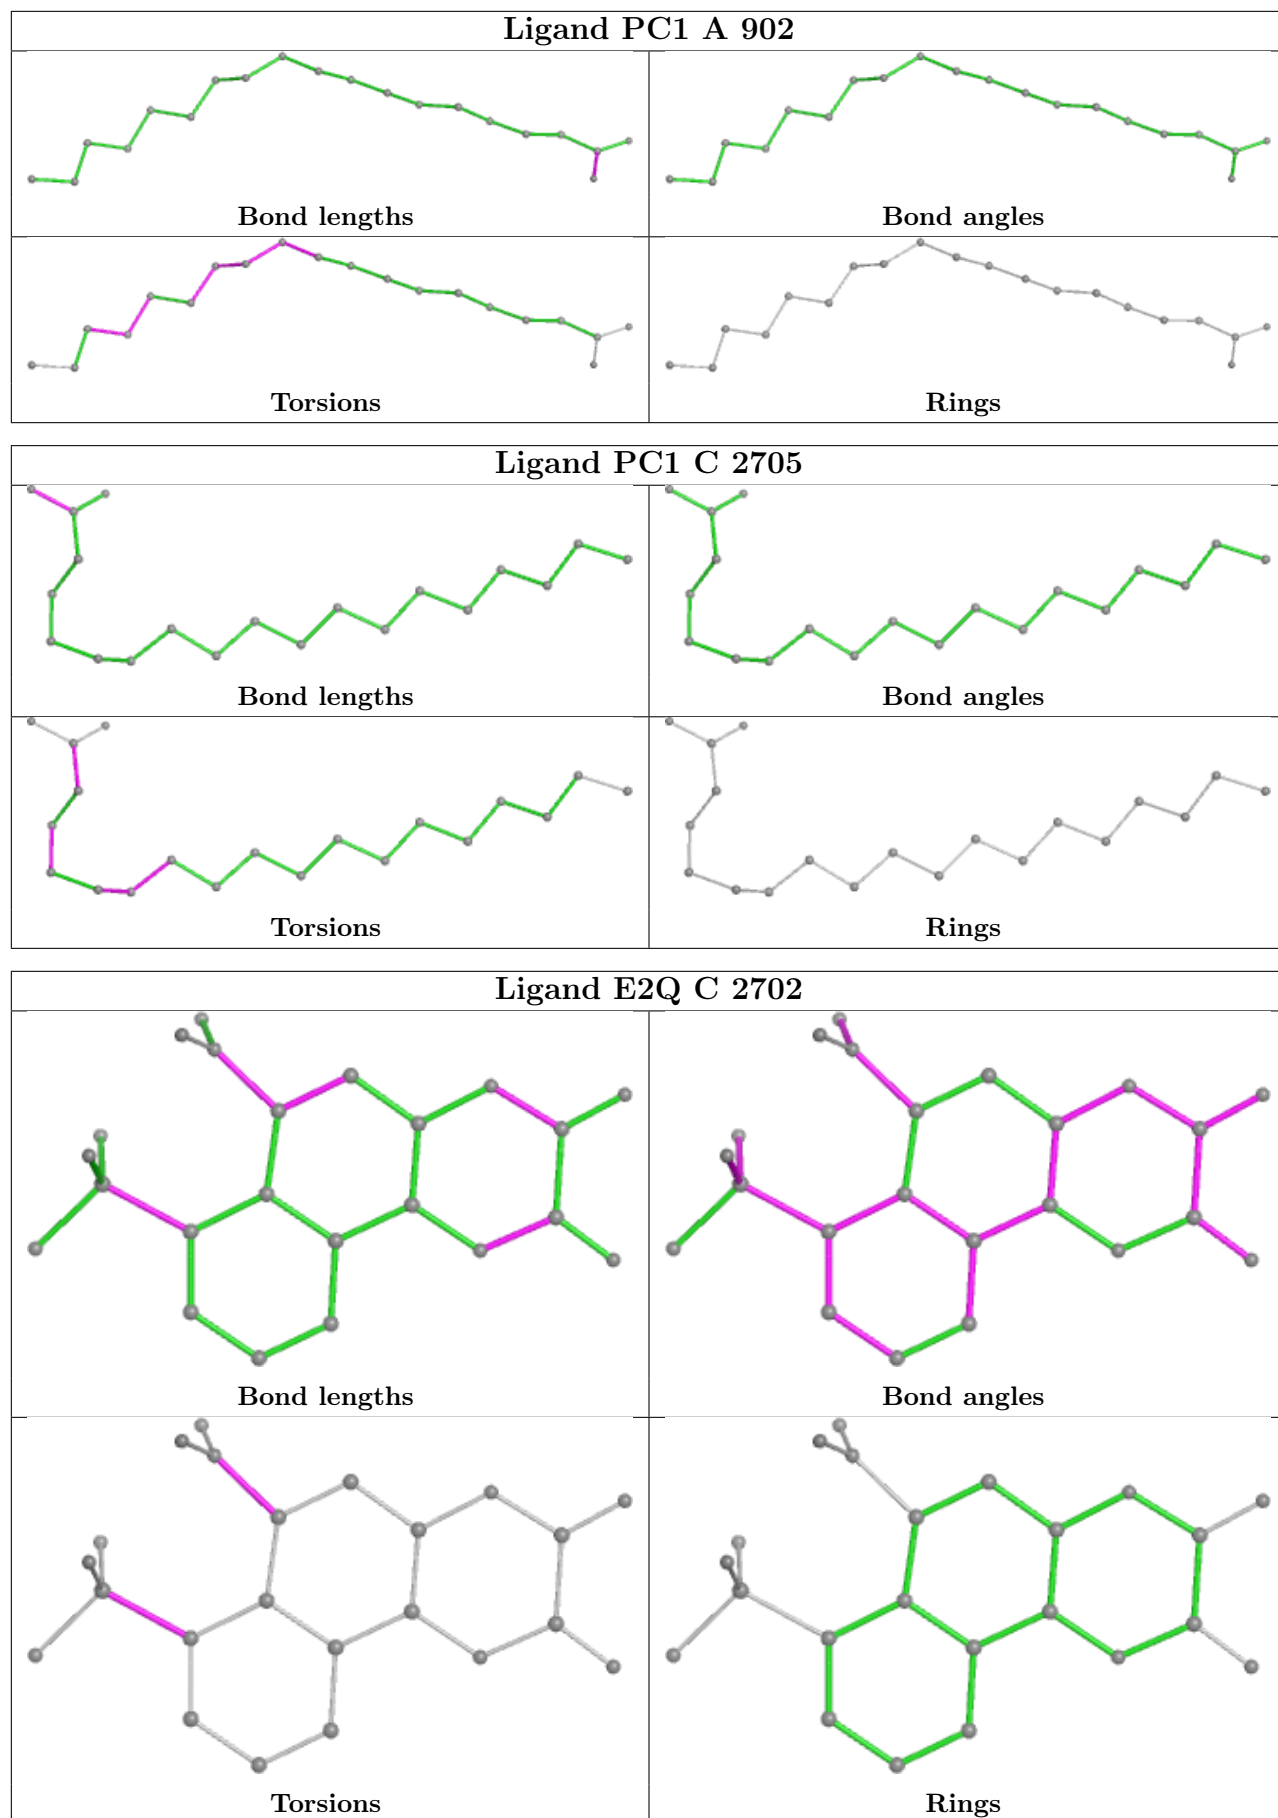 Ligand PC1 A 902
Bond lengths
Bond angles
Torsions
Rings
Ligand PC1 C 2705
Bond lengths
Bond angles
Torsions
Rings
Ligand E2Q C 2702
Bond lengths
Bond angles
Torsions
Rings